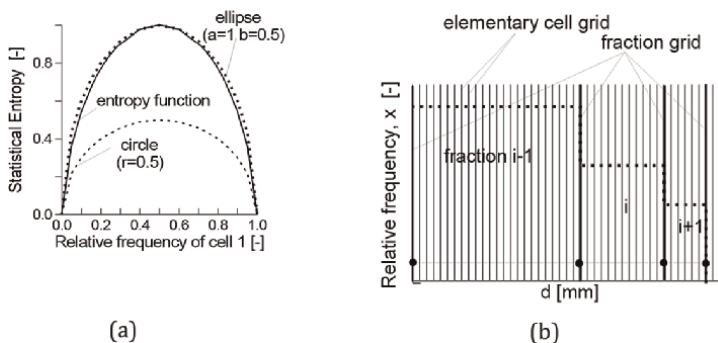 ellipse
(a=1 b=0.5)
Statistical Entropy [-]
0.8
entropy function
0.4
circle
(r=0.5)
0.0
0.0 0.2 0.4 0.6 0.8 1.0
Relative frequency of cell 1 [-]
(a)
elementary cell grid
fraction grid
Relative frequency, x [-]
fraction i-1
i
i+1
d [mm]
(b)